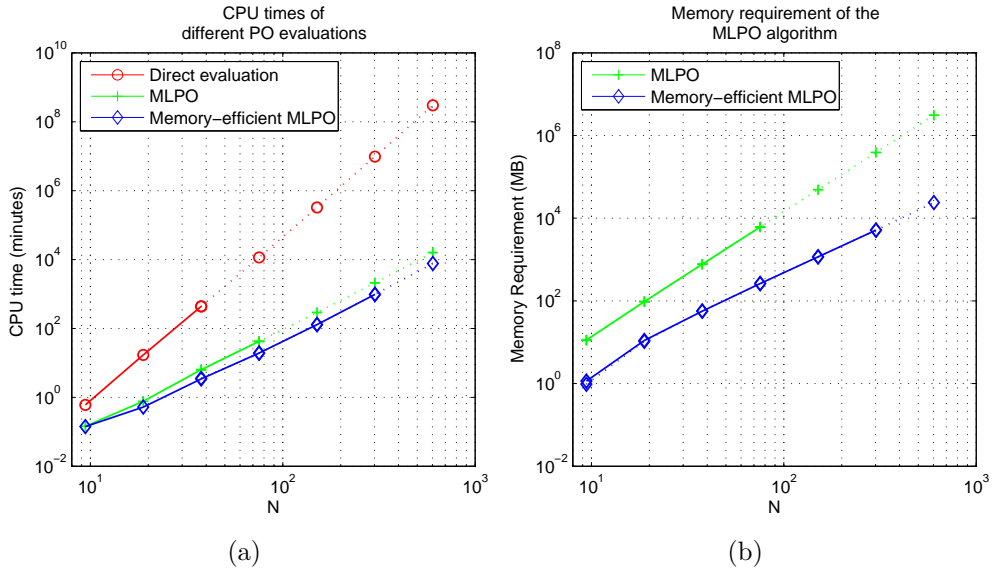 CPU times of
different PO evaluations
10^10
10^8
10^6
10^4
10^2
10^0
10^−2
CPU time (minutes)
Direct evaluation
MLPO
Memory−efficient MLPO
10^1
10^2
10^3
N
(a)
Memory requirement of the
MLPO algorithm
10^8
10^6
10^4
10^2
10^0
10^−2
Memory Requirement (MB)
MLPO
Memory−efficient MLPO
10^1
10^2
10^3
N
(b)